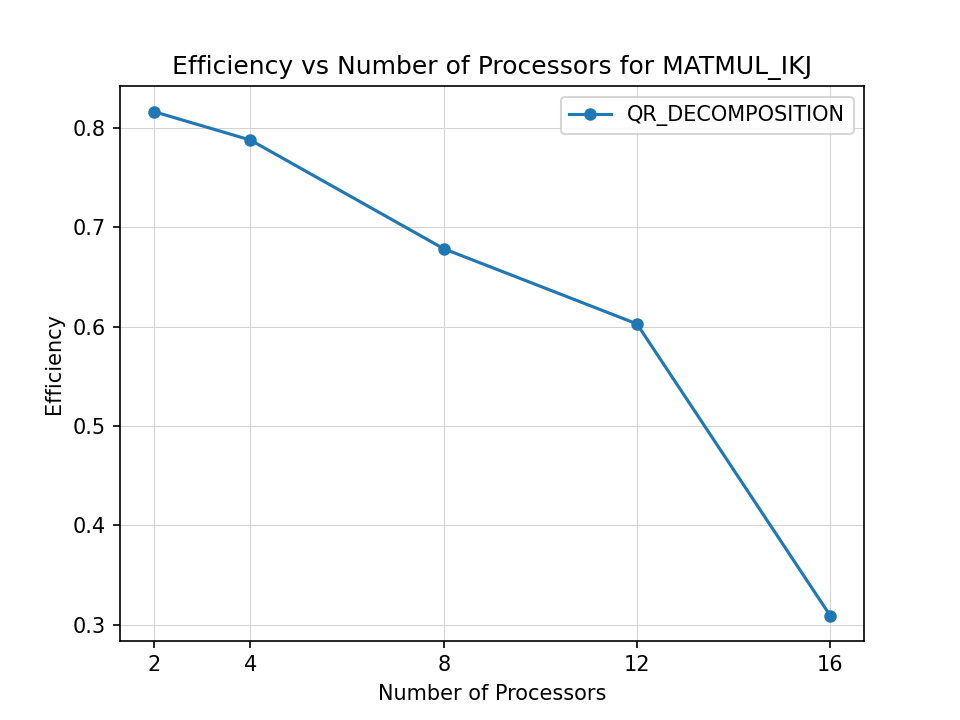 Efficiency vs Number of Processors for MATMUL_IKJ
QR_DECOMPOSITION
Efficiency
0.8
0.7
0.6
0.5
0.4
0.3
2 4 8 12 16
Number of Processors